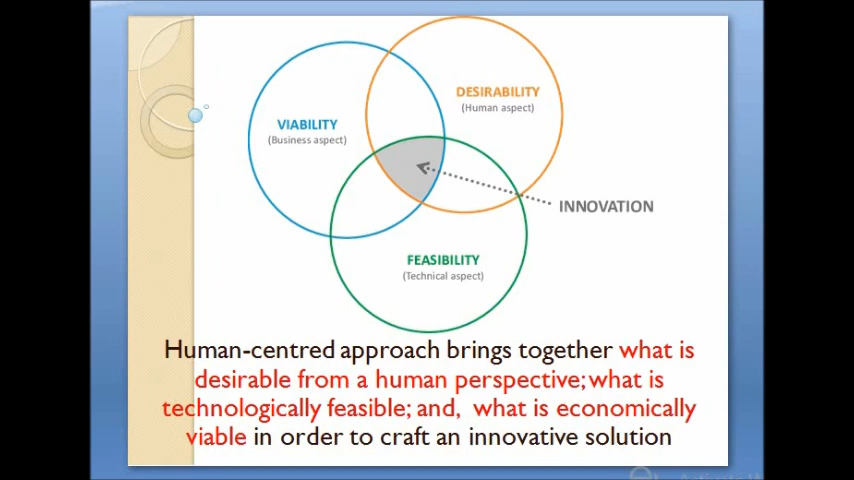 DESIRABILITY
(Human aspect)
VIABILITY
(Business aspect)
INNOVATION
FEASIBILITY
(Technical aspect)
Human-centred approach brings together what is
desirable from a human perspective; what is
technologically feasible; and, what is economically
viable in order to craft an innovative solution